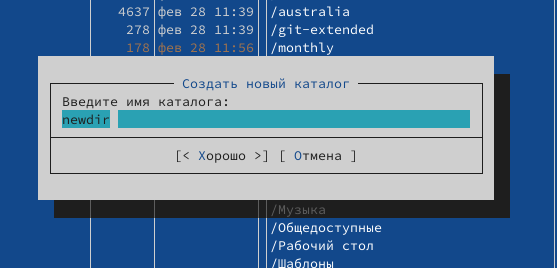 4637 фев 28 11:39 /australia
278 фев 28 11:39 /git-extended
178 фев 28 11:56 /monthly
Создать новый каталог
Введите имя каталога:
newdir
[< Хорошо >] [ Отмена ]
/Музыка
/Общедоступные
/Рабочий стол
/Шаблоны